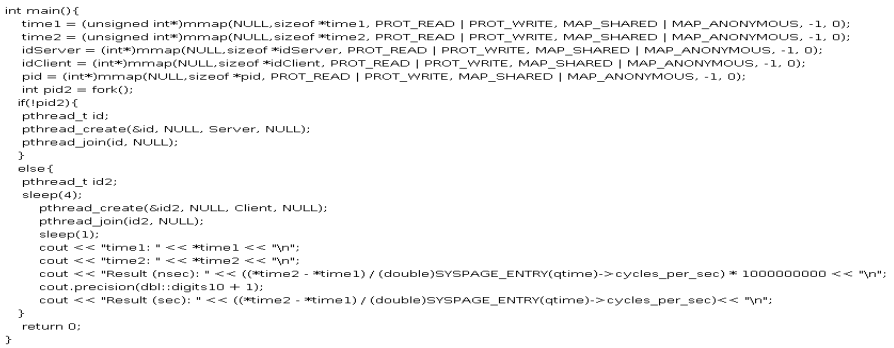 int main(){
time1 = (unsigned int*)mmap(NULL,sizeof *time1, PROT_READ | PROT_WRITE, MAP_SHARED | MAP_ANONYMOUS, -1, 0);
time2 = (unsigned int*)mmap(NULL,sizeof *time2, PROT_READ | PROT_WRITE, MAP_SHARED | MAP_ANONYMOUS, -1, 0);
idServer = (int*)mmap(NULL,sizeof *idServer, PROT_READ | PROT_WRITE, MAP_SHARED | MAP_ANONYMOUS, -1, 0);
idClient = (int*)mmap(NULL,sizeof *idClient, PROT_READ | PROT_WRITE, MAP_SHARED | MAP_ANONYMOUS, -1, 0);
pid = (int*)mmap(NULL,sizeof *pid, PROT_READ | PROT_WRITE, MAP_SHARED | MAP_ANONYMOUS, -1, 0);
int pid2 = fork();
if(!pid2){
pthread_t id;
pthread_create(&id, NULL, Server, NULL);
pthread_join(id, NULL);
}
else{
pthread_t id2;
sleep(4);
pthread_create(&id2, NULL, Client, NULL);
pthread_join(id2, NULL);
sleep(1);
cout << "time1: " << *time1 << "\n";
cout << "time2: " << *time2 << "\n";
cout << "Result (nsec): " << ((*time2 - *time1) / (double)SYSPAGE_ENTRY(qtime)->cycles_per_sec) * 1000000000 << "\n";
cout.precision(dbl::digits10 + 1);
cout << "Result (sec): " << ((*time2 - *time1) / (double)SYSPAGE_ENTRY(qtime)->cycles_per_sec)<< "\n";
}
return 0;
}